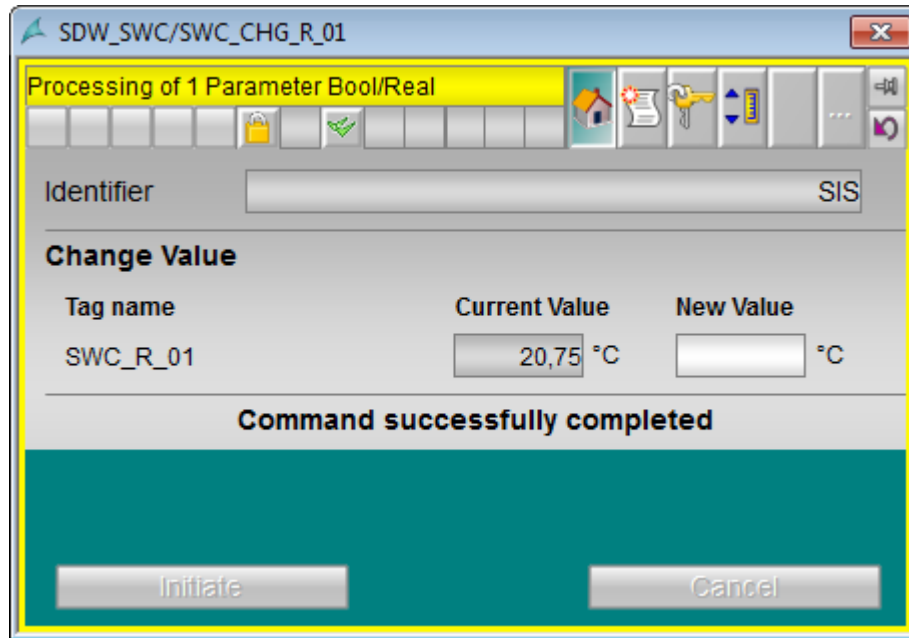 SDW_SWC/SWC_CHG_R_01
Processing of 1 Parameter Bool/Real
...
Identifier SIS
Change Value
Tag name Current Value New Value
SWC_R_01 20,75 °C °C
Command successfully completed
Initiate Cancel